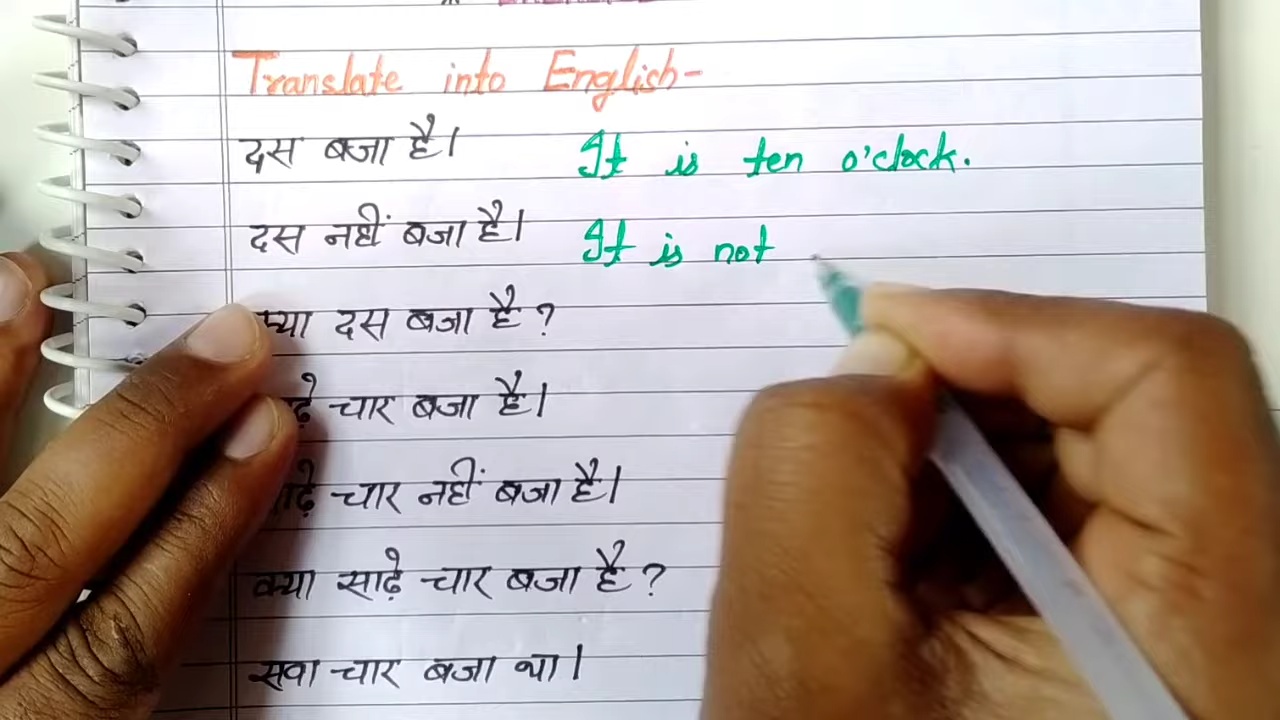 Translate into English-
दस बजा है। It is ten o'clock.
दस नहीं बजा है। It is not
क्या दस बजा है?
चार बजा है।
चार नहीं बजा है।
क्या साढ़े चार बजा है?
सवा चार बजा था।